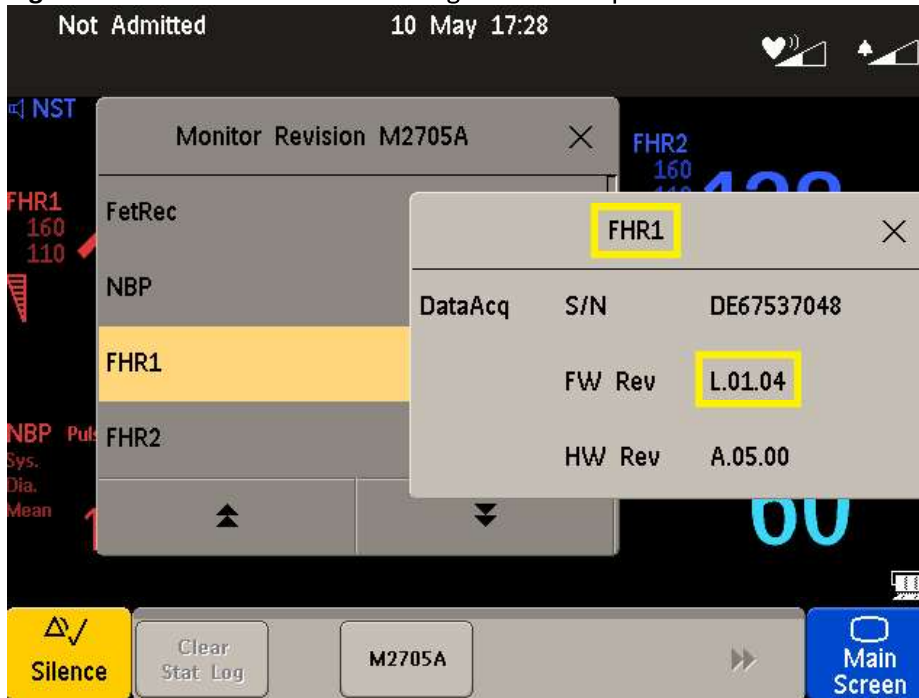 Not Admitted 10 May 17:28
NST
Monitor Revision M2705A
FHR2
160
FHR1
160
110
FetRec
FHR1
NBP
DataAcq S/N DE67537048
FHR1
FW Rev L.01.04
NBP
FHR2
HW Rev A.05.00
Sys.
Dia.
Mean
60
Silence
Clear
Stat Log
M2705A
Main
Screen